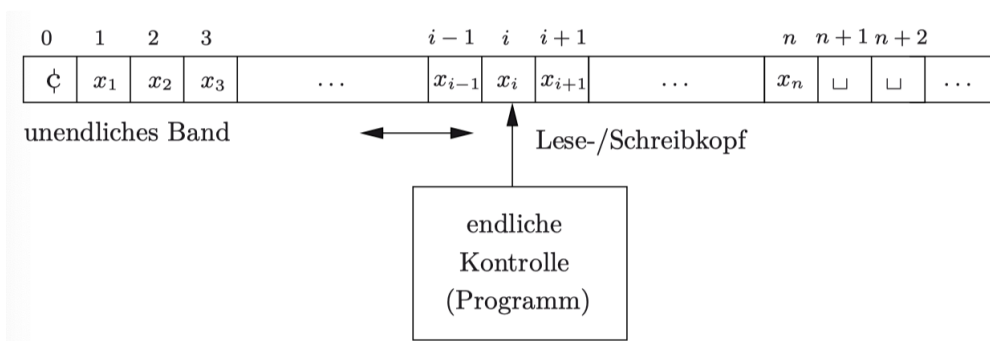 0 1 2 3 i − 1 i i + 1 n n + 1 n + 2
¢ x₁ x₂ x₃ ... xᵢ₋₁ xᵢ xᵢ₊₁ ... xₙ ␣ ␣ ...
unendliches Band
Lese-/Schreibkopf
endliche
Kontrolle
(Programm)